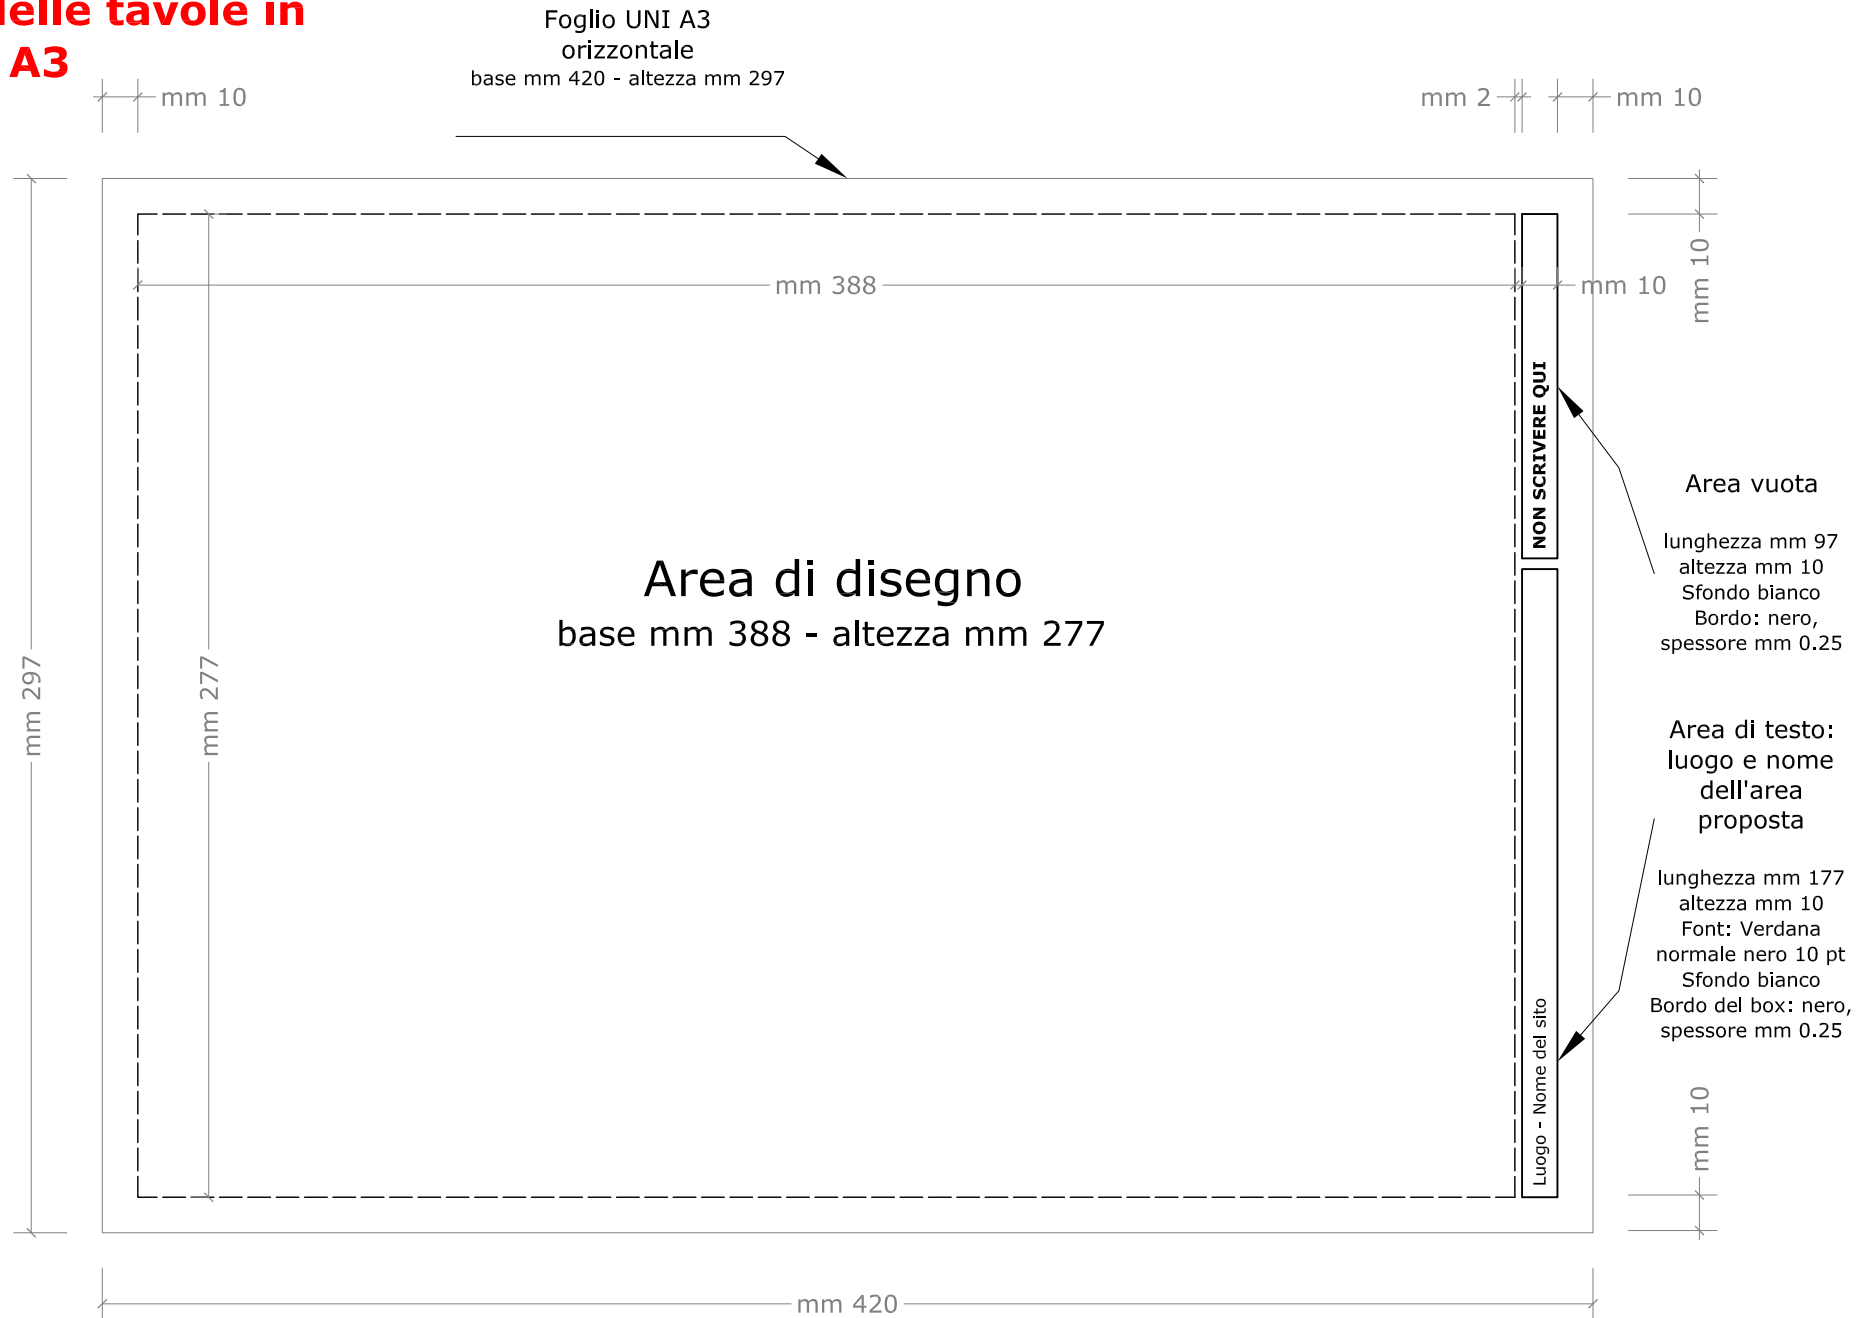 delle tavole in
A3
Foglio UNI A3
orizzontale
base mm 420 - altezza mm 297
mm 10
mm 2
mm 10
mm 10
mm 388
mm 10
NON SCRIVERE QUI
Area vuota
lunghezza mm 97
altezza mm 10
Sfondo bianco
Bordo: nero,
spessore mm 0.25
Area di disegno
base mm 388 - altezza mm 277
mm 297
mm 277
Area di testo:
luogo e nome
dell'area
proposta
lunghezza mm 177
altezza mm 10
Font: Verdana
normale nero 10 pt
Sfondo bianco
Bordo del box: nero,
spessore mm 0.25
Luogo - Nome del sito
mm 10
mm 420